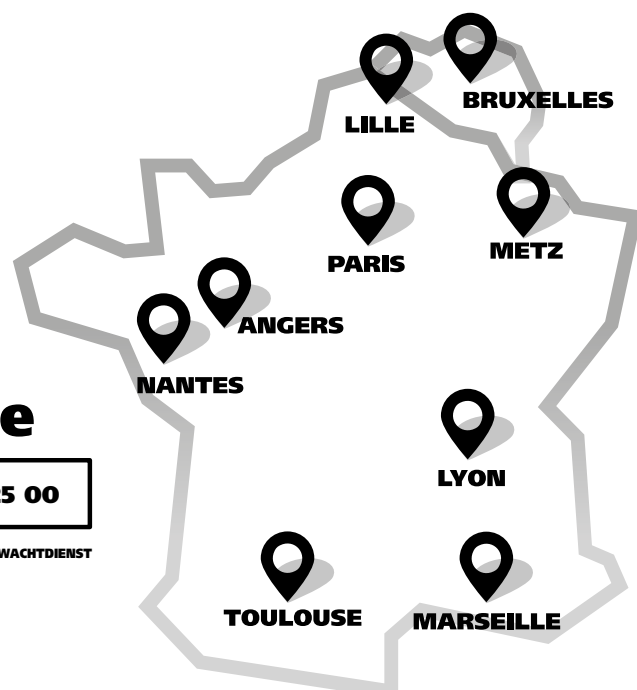 BRUXELLES
LILLE
METZ
PARIS
ANGERS
NANTES
e
5 00
LYON
WACHTDIENST
TOULOUSE
MARSEILLE